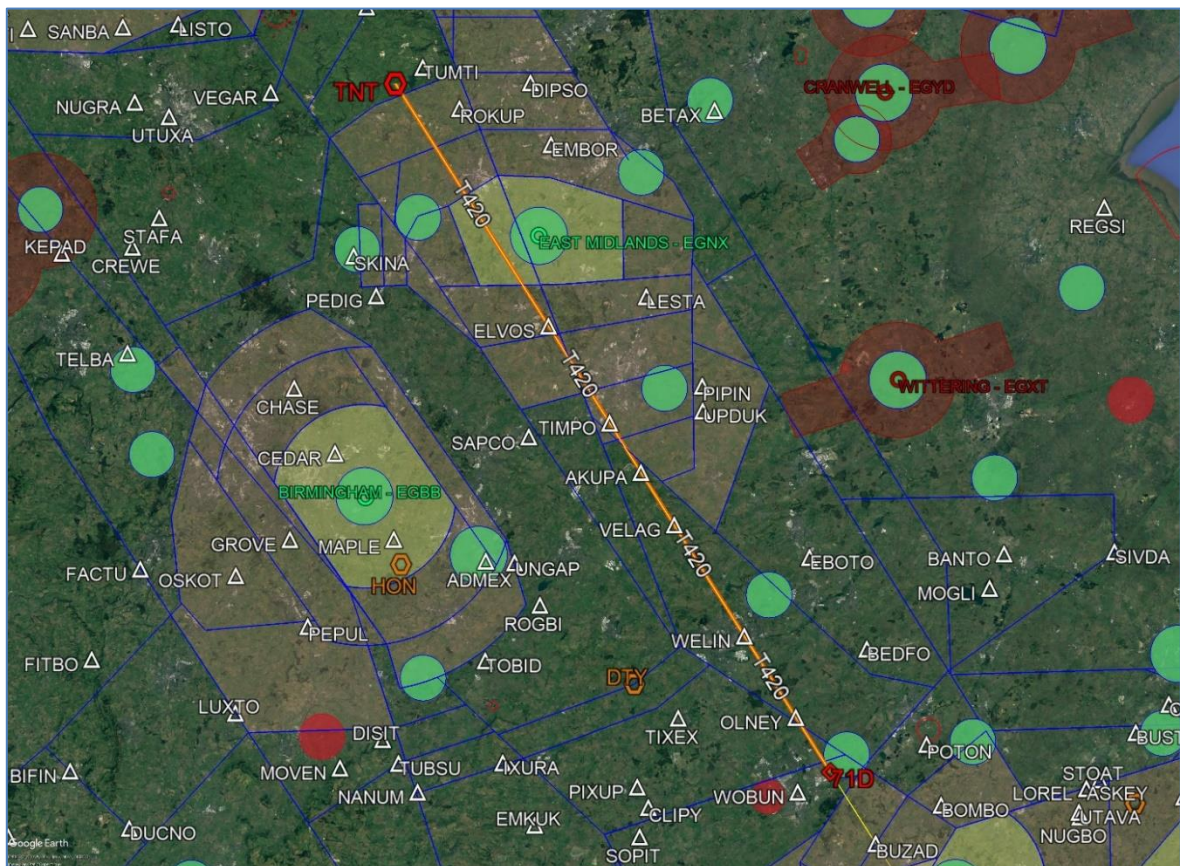 SANBA
LISTO
TUMTI
TNT
DIPSO
CRANWELL - EGYD
NUGRA
VEGAR
ROKUP
BETAX
UTUXA
EMBOR
T420
STAFA
REGSI
KEPAD
CREWE
EAST MIDLANDS - EGNX
SKINA
PEDIG
LESTA
ELVOS
TELBA
T420
CHASE
PIPIN
WITTERING - EGXT
UPDUK
TIMPO
SAPCO
CEDAR
AKUPA
BIRMINGHAM - EGBB
VELAG
GROVE
MAPLE
T420
FACTU
OSKOT
HON
ADMEX
UNGAP
EBOTO
BANTO
SIVDA
MOGLI
ROGBI
PEPUL
WELIN
BEDFO
FITBO
TOBID
T420
DTY
LUXTO
TIXEX
OLNEY
DISIT
POTON
BUST
BIFIN
MOVEN
TUBSU
IXURA
71D
STOAT
NANUM
PIXUP
WOBUN
LOREL
ASKEY
BOMBO
CLIPY
UTAVA
EMKUK
DUCNO
NUGBO
SOPIT
BUZAD
Google Earth